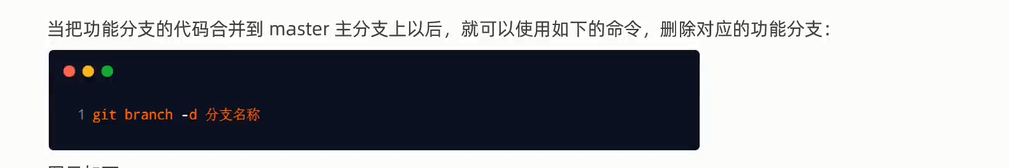 当把功能分支的代码合并到 master 主分支上以后，就可以使用如下的命令，删除对应的功能分支：
1 git branch -d 分支名称